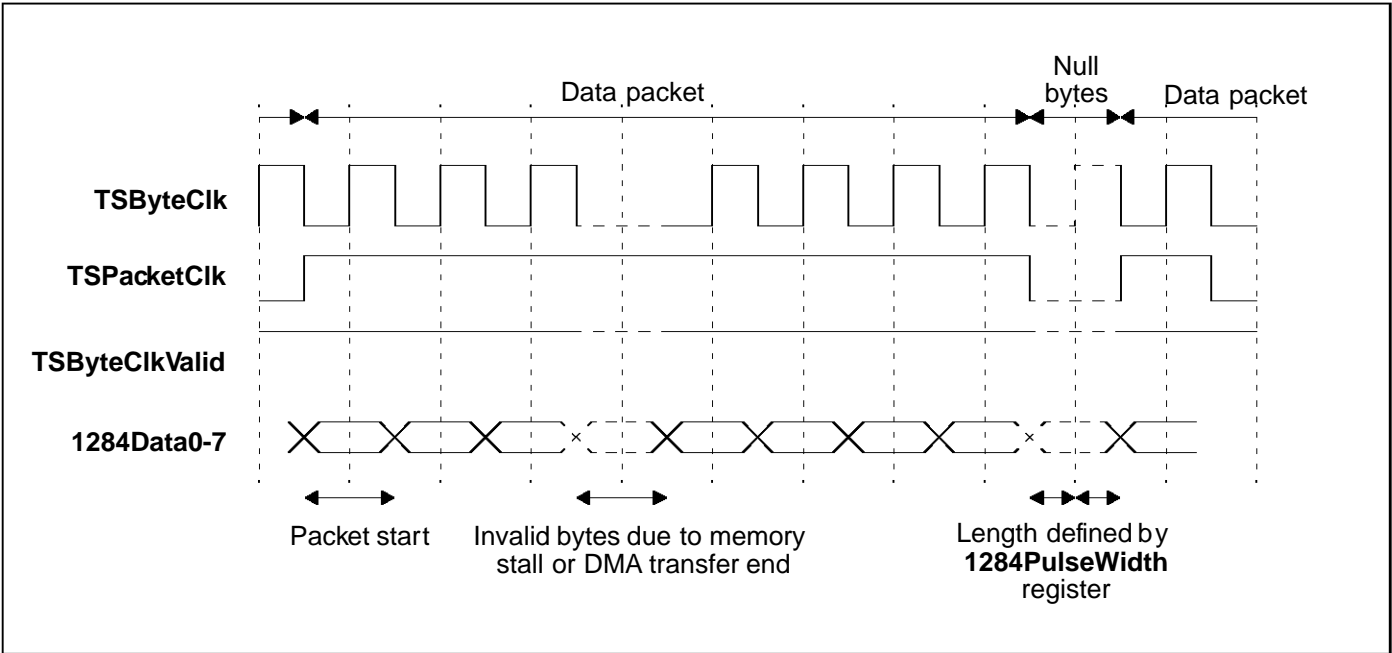 Null
bytes
Data packet
Data packet
TSByteClk
TSPacketClk
TSByteClkValid
1284Data0-7
Packet start
Invalid bytes due to memory
stall or DMA transfer end
Length defined by
1284PulseWidth
register